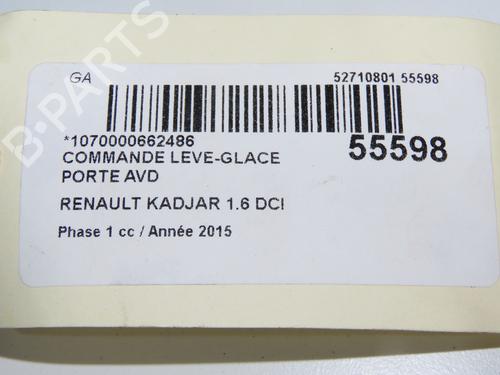 GA
52710801 55598
*1070000662486
55598
COMMANDE LEVE-GLACE
PORTE AVD
RENAULT KADJAR 1.6 DCI
Phase 1 cc / Année 2015
B-PARTS